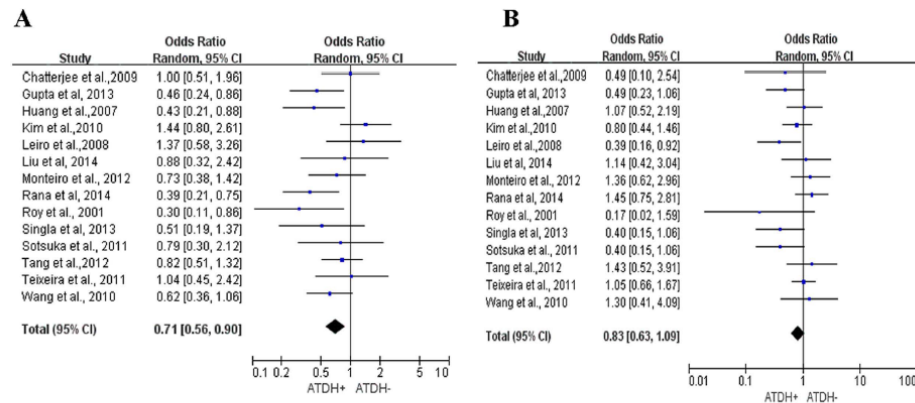 A
Odds Ratio
Study Random, 95% CI
Chatterjee et.,2009 1.00 [0.51, 1.96]
Gupta et, 2013 0.46 [0.24, 0.86]
Huang et, 2007 0.43 [0.21, 0.88]
Kim et.,2010 1.44 [0.80, 2.61]
Leiro et.,2008 1.37 [0.58, 3.26]
Liu et al, 2014 0.88 [0.32, 2.42]
Monteiro et., 2012 0.73 [0.38, 1.42]
Rana et al., 2014 0.39 [0.21, 0.75]
Roy et al., 2001 0.30 [0.11, 0.86]
Singla et al, 2013 0.51 [0.19, 1.37]
Sotsuka et al., 2011 0.79 [0.30, 2.12]
Tang et al.,2012 0.82 [0.51, 1.32]
Teixeira et al., 2011 1.04 [0.45, 2.42]
Wang et al., 2010 0.62 [0.36, 1.06]
Total (95% CI) 0.71 [0.56, 0.90]
Odds Ratio
Random, 95% CI
0.1 0.2 0.5 1 2 5 10
ATDH+ ATDH-
B
Odds Ratio
Study Random, 95% CI
Chatterjee et.,2009 0.49 [0.10, 2.54]
Gupta et, 2013 0.49 [0.23, 1.06]
Huang et, 2007 1.07 [0.52, 2.19]
Kim et.,2010 0.80 [0.44, 1.46]
Leiro et.,2008 0.39 [0.16, 0.92]
Liu et al, 2014 1.14 [0.42, 3.04]
Monteiro et., 2012 1.36 [0.62, 2.96]
Rana et al., 2014 1.45 [0.75, 2.81]
Roy et al., 2001 0.17 [0.02, 1.59]
Singla et al, 2013 0.40 [0.15, 1.06]
Sotsuka et al., 2011 0.40 [0.15, 1.06]
Tang et al.,2012 1.43 [0.52, 3.91]
Teixeira et al., 2011 1.05 [0.66, 1.67]
Wang et al., 2010 1.30 [0.41, 4.09]
Total (95% CI) 0.83 [0.63, 1.09]
Odds Ratio
Random, 95% CI
0.01 0.1 1 10 100
ATDH+ ATDH-